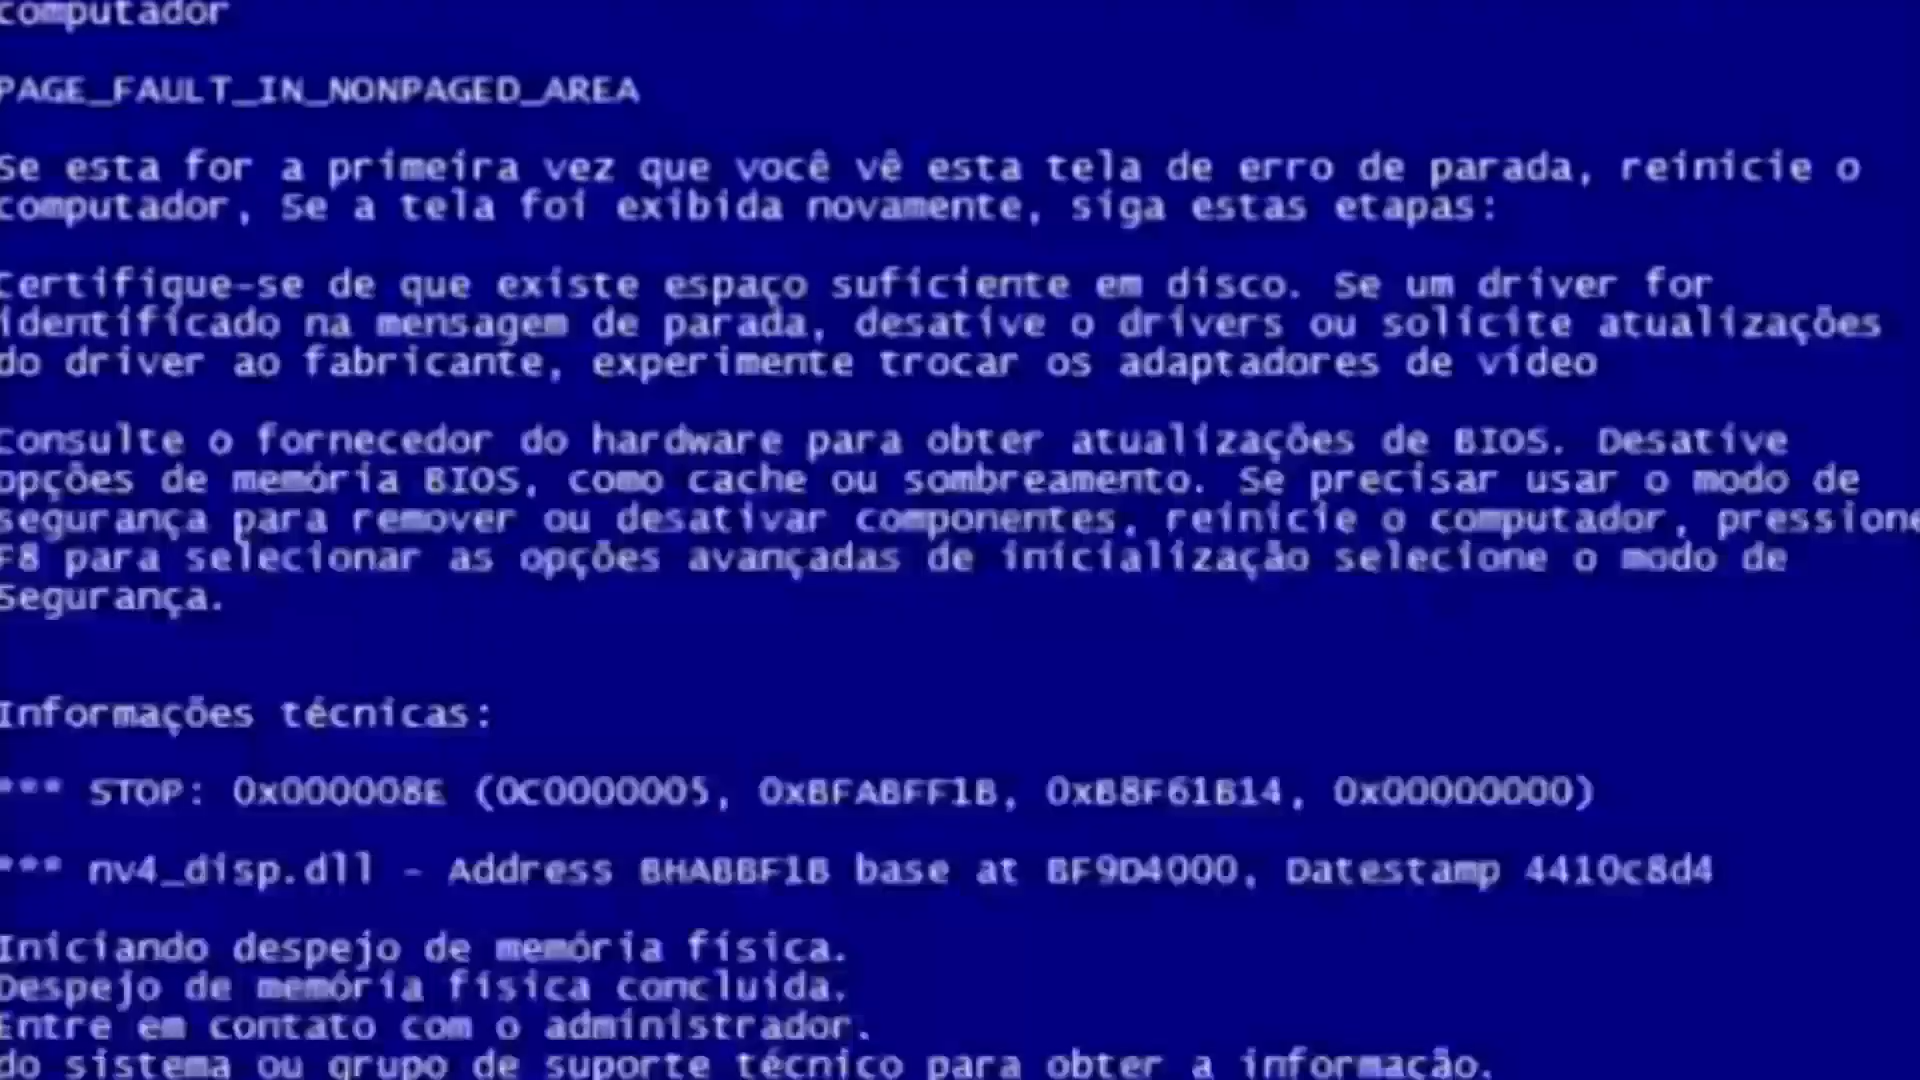 computador
PAGE_FAULT_IN_NONPAGED_AREA
Se esta for a primeira vez que você vê esta tela de erro de parada, reinicie o
computador, Se a tela foi exibida novamente, siga estas etapas:
Certifique-se de que existe espaço suficiente em disco. Se um driver for
identificado na mensagem de parada, desative o drivers ou solicite atualizações
do driver ao fabricante, experimente trocar os adaptadores de vídeo
Consulte o fornecedor do hardware para obter atualizações de BIOS. Desative
opções de memória BIOS, como cache ou sombreamento. Se precisar usar o modo de
segurança para remover ou desativar componentes, reinicie o computador, pressione
F8 para selecionar as opções avançadas de inicialização selecione o modo de
Segurança.
Informações técnicas:
*** STOP: 0x000008E (0C0000005, 0xBFABFF1B, 0xB8F61B14, 0x00000000)
*** nv4_disp.dll - Address BHABBF1B base at BF9D4000, Datestamp 4410c8d4
Iniciando despejo de memória física.
Despejo de memória física concluida.
Entre em contato com o administrador.
do sistema ou grupo de suporte técnico para obter a informação.